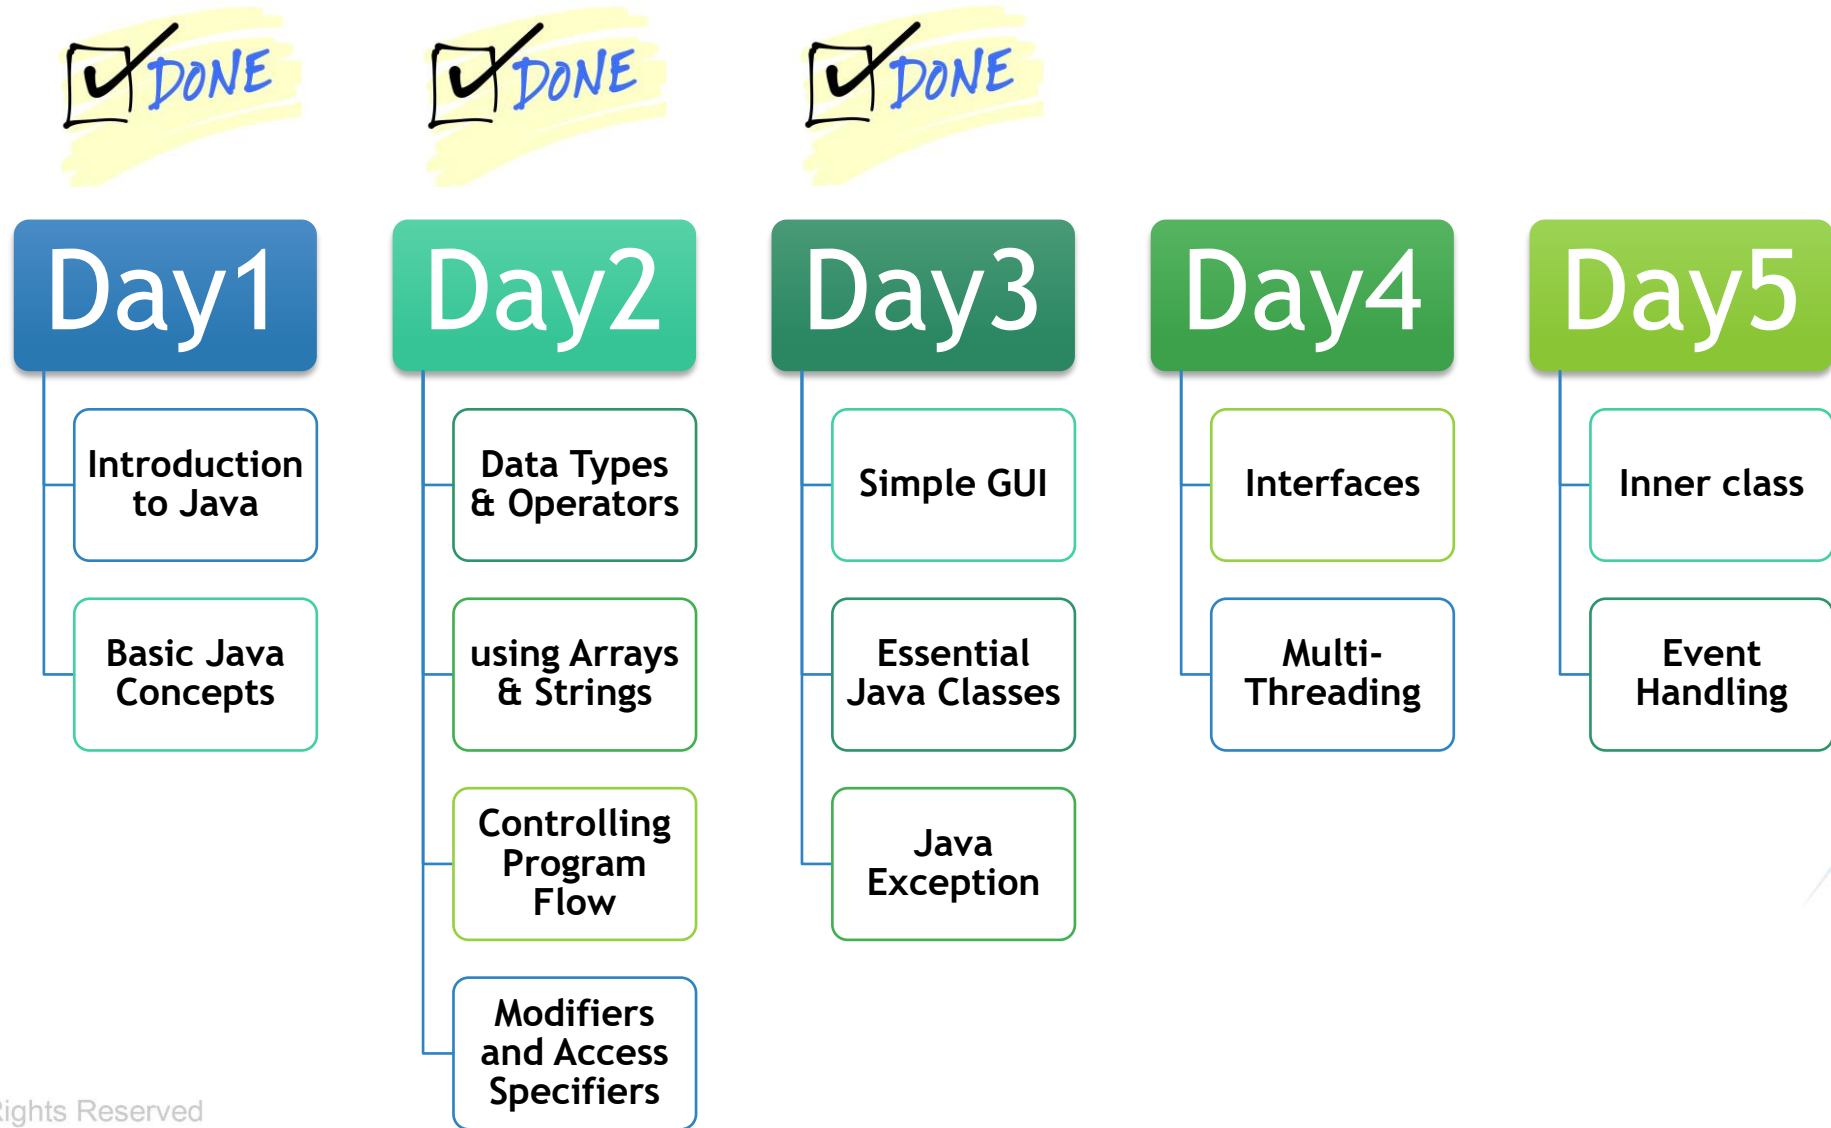 DONE
DONE
DONE
Day1
Introduction
to Java
Basic Java
Concepts
Day2
Data Types
& Operators
using Arrays
& Strings
Controlling
Program
Flow
Modifiers
and Access
Specifiers
Day3
Simple GUI
Essential
Java Classes
Java
Exception
Day4
Interfaces
Multi-
Threading
Day5
Inner class
Event
Handling
Rights Reserved